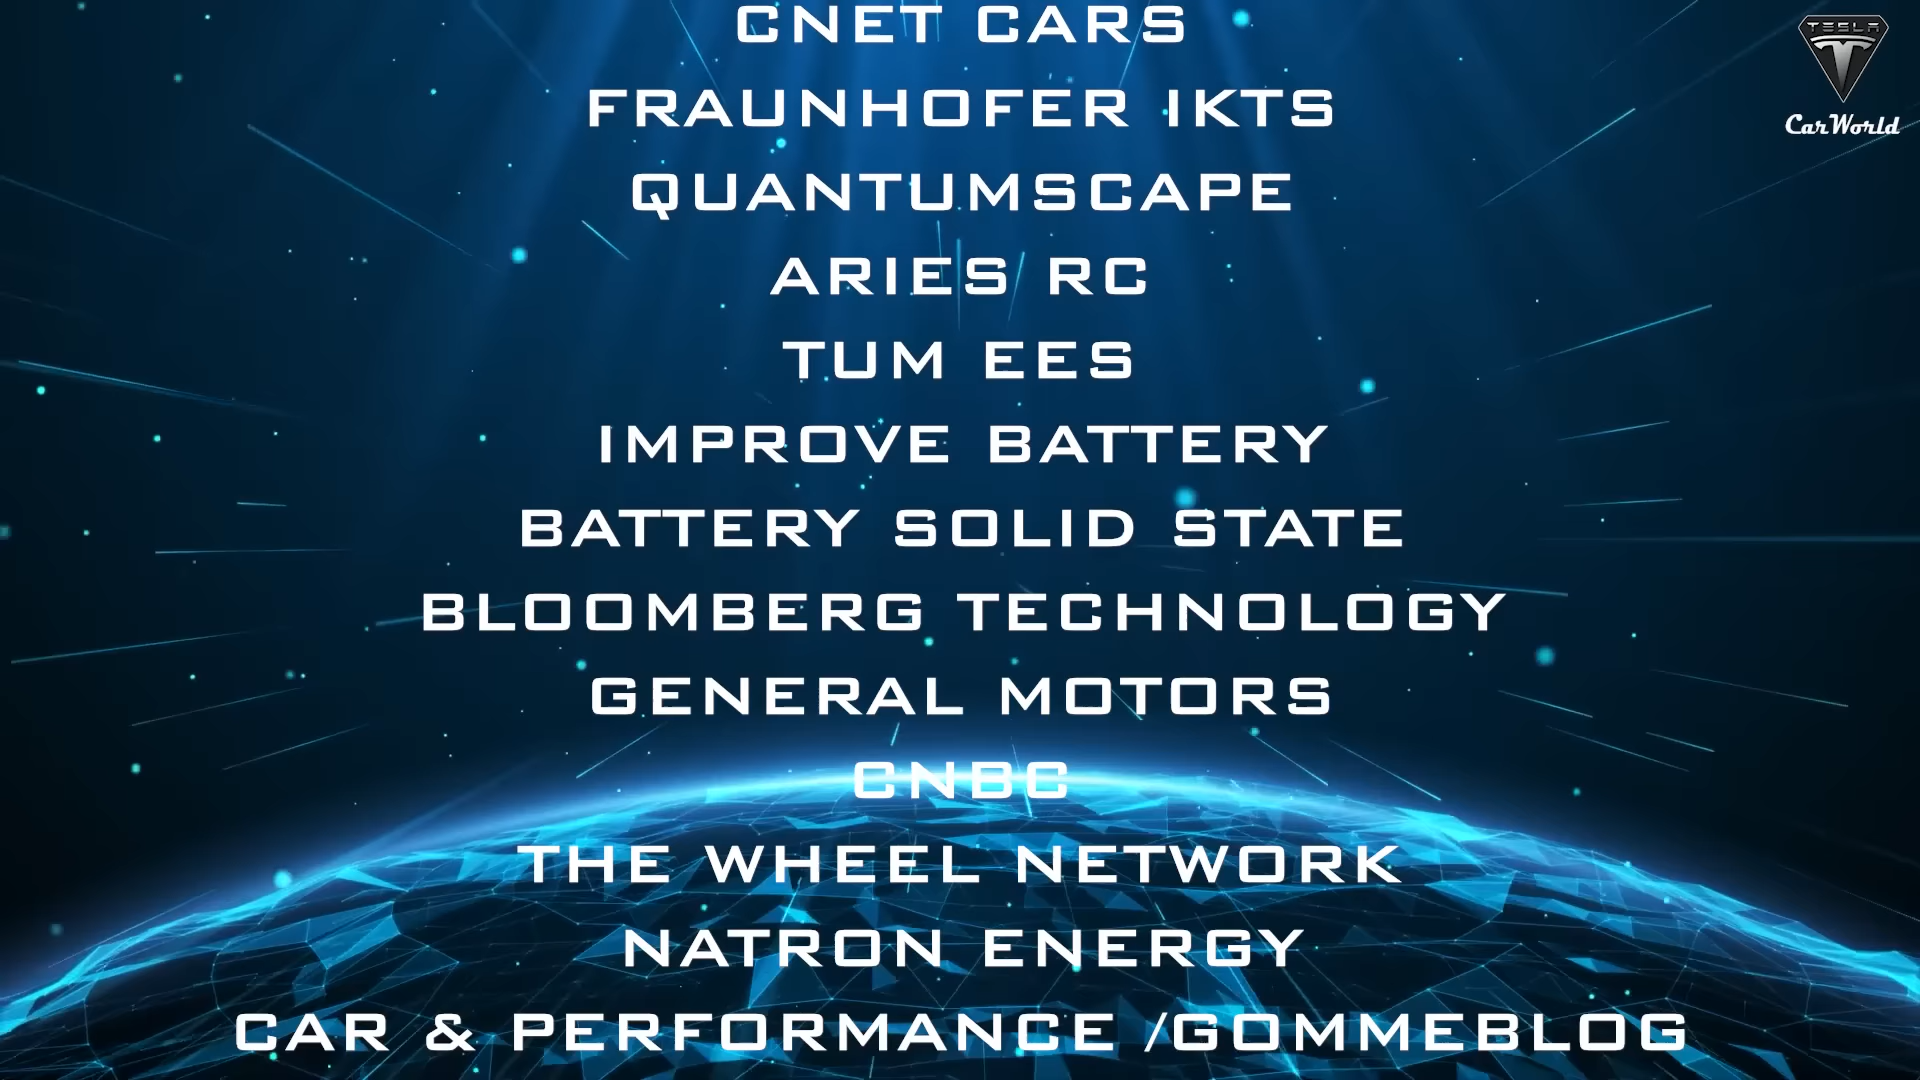 CNET CARS
TESLA
FRAUNHOFER IKTS
CarWorld
QUANTUMSCAPE
ARIES RC
TUM EES
IMPROVE BATTERY
BATTERY SOLID STATE
BLOOMBERG TECHNOLOGY
GENERAL MOTORS
CNBC
THE WHEEL NETWORK
NATRON ENERGY
CAR & PERFORMANCE /GOMMEBLOG